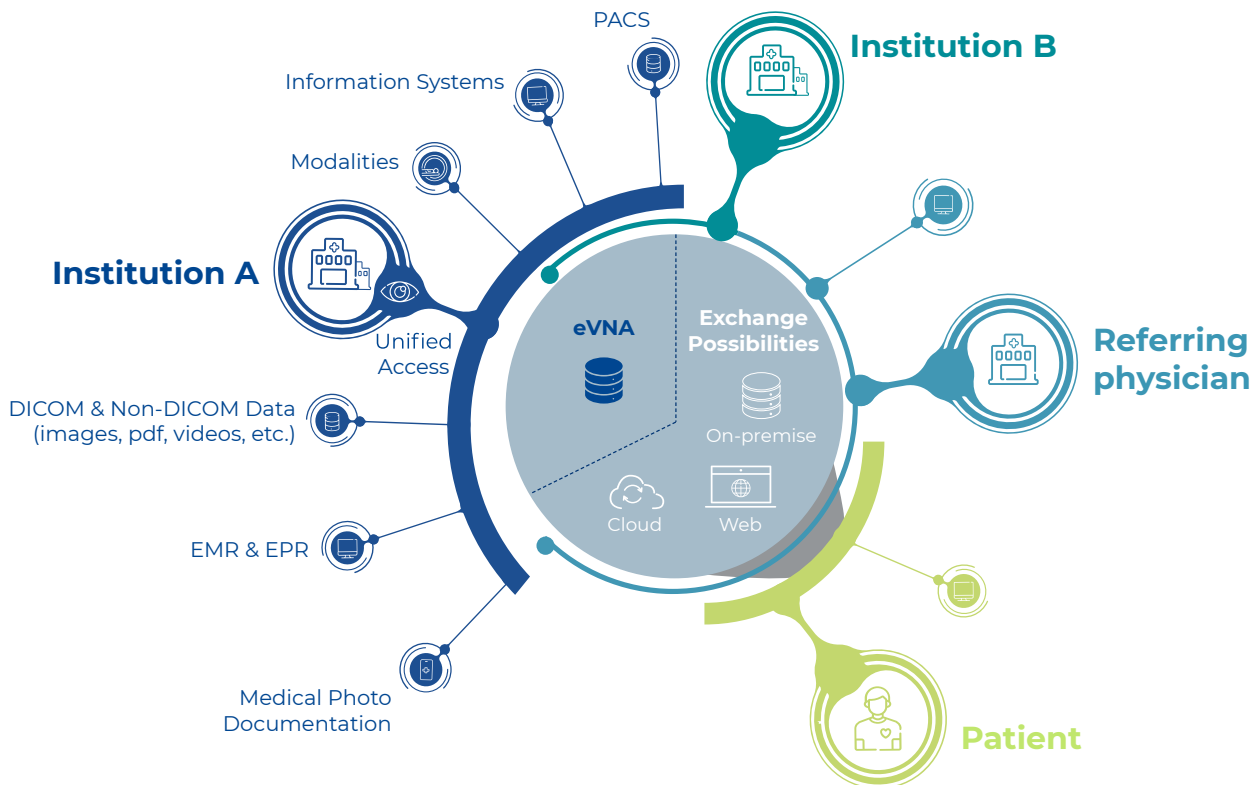 PACS
Institution B
Information Systems
Modalities
Institution A
Unified
Access
eVNA
Exchange
Possibilities
On-premise
Cloud
Web
Referring
physician
DICOM & Non-DICOM Data
(images, pdf, videos, etc.)
EMR & EPR
Medical Photo
Documentation
Patient